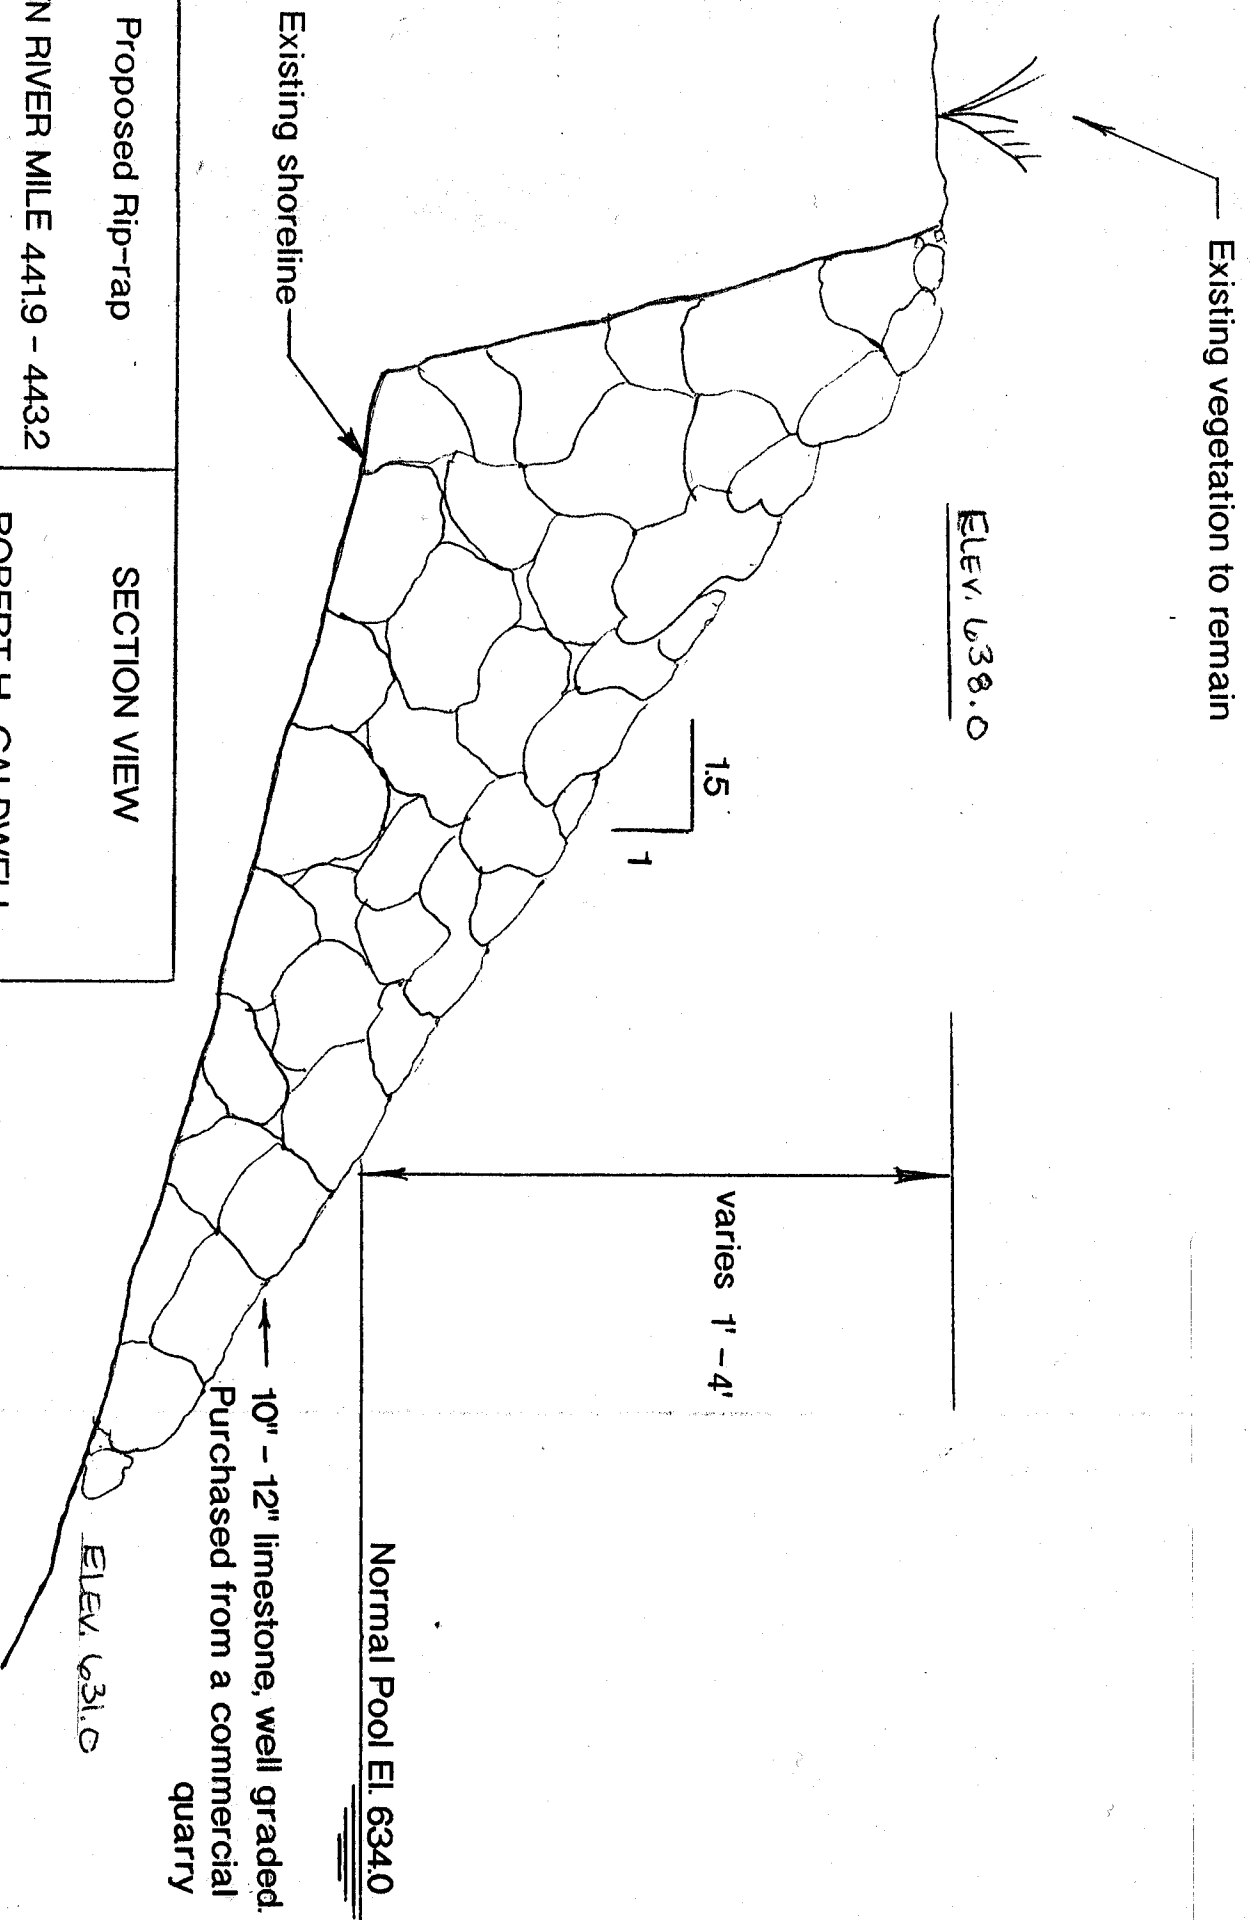 Existing vegetation to remain
ELEV. 638.0
1.5
1
varies 1' - 4'
Normal Pool El. 634.0
Existing shoreline
10" - 12" limestone, well graded.
Purchased from a commercial
quarry
ELEV. 631.0
Proposed Rip-rap
SECTION VIEW
N RIVER MILE 441.9 - 443.2
ROBERT H. CALDWELL